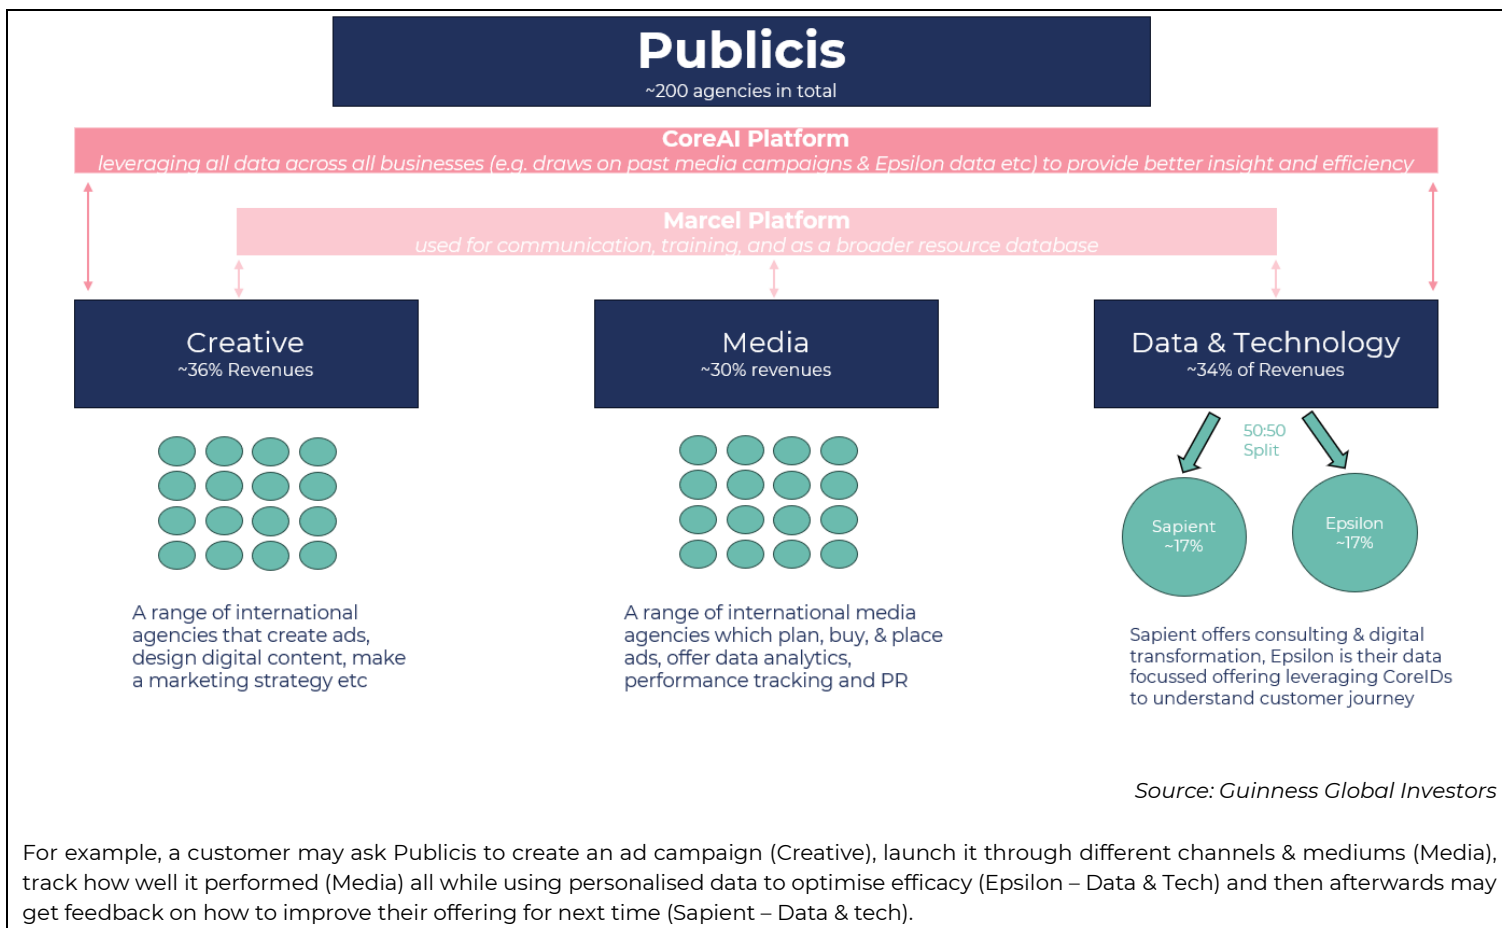 Publicis
~200 agencies in total
CoreAI Platform
leveraging all data across all businesses (e.g. draws on past media campaigns & Epsilon data etc) to provide better insight and efficiency
Marcel Platform
used for communication, training, and as a broader resource database
Creative
~36% Revenues
Media
~30% revenues
Data & Technology
~34% of Revenues
50:50
Split
Sapient
~17%
Epsilon
~17%
A range of international
agencies that create ads,
design digital content, make
a marketing strategy etc
A range of international media
agencies which plan, buy, & place
ads, offer data analytics,
performance tracking and PR
Sapient offers consulting & digital
transformation, Epsilon is their data
focussed offering leveraging CoreIDs
to understand customer journey
Source: Guinness Global Investors
For example, a customer may ask Publicis to create an ad campaign (Creative), launch it through different channels & mediums (Media),
track how well it performed (Media) all while using personalised data to optimise efficacy (Epsilon – Data & Tech) and then afterwards may
get feedback on how to improve their offering for next time (Sapient – Data & tech).